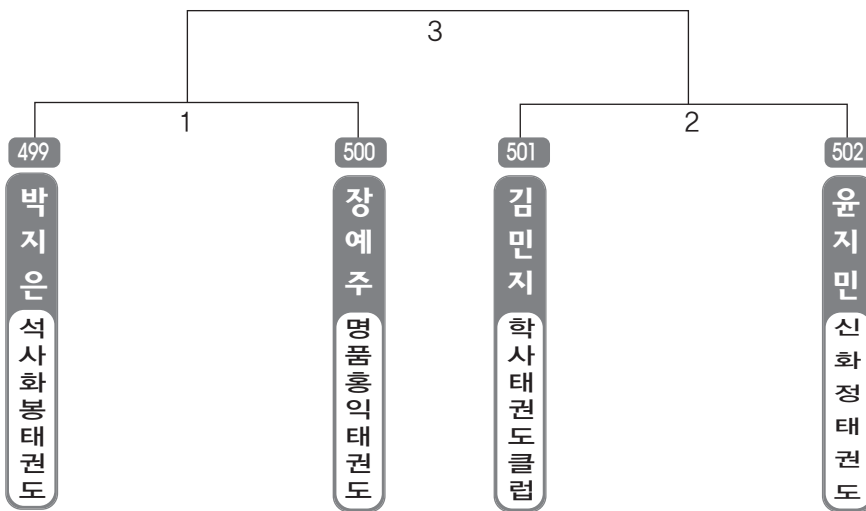 3
1
2
499
500
501
502
박지은
장예주
김민지
윤지민
석사화봉태권도
명품홍익태권도
학사태권도클럽
신화정태권도